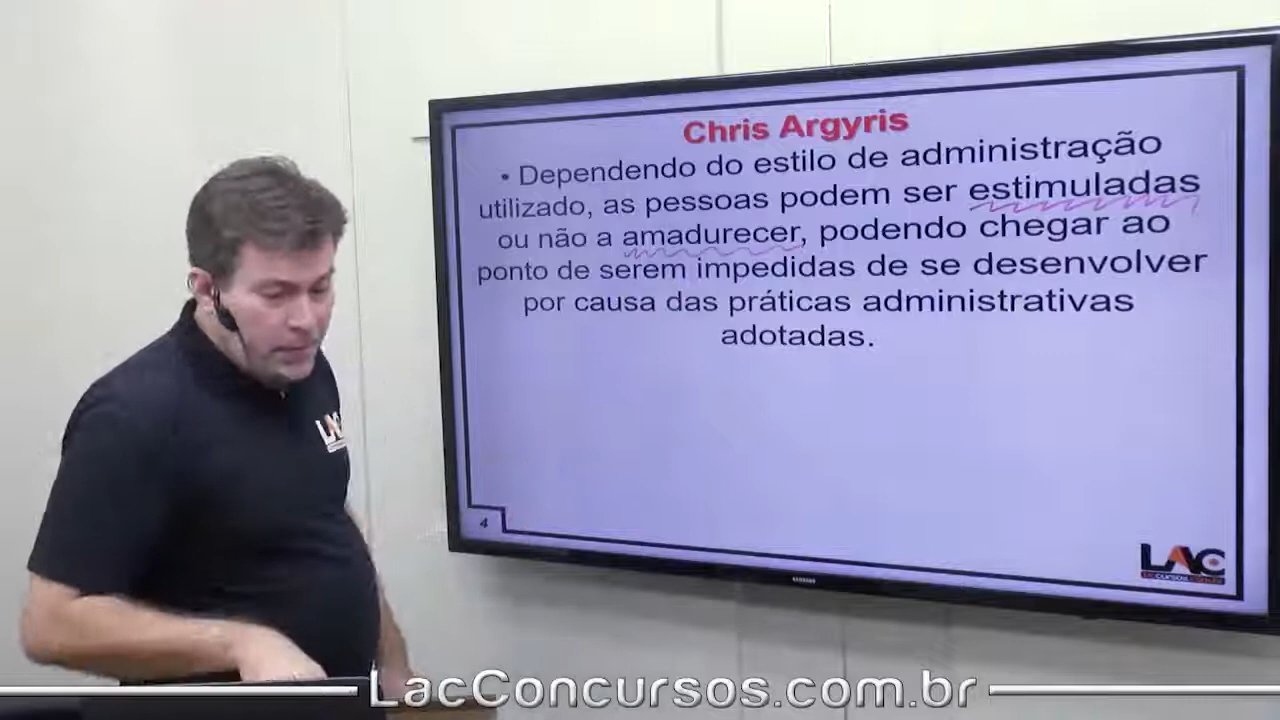 Chris Argyris
• Dependendo do estilo de administração
utilizado, as pessoas podem ser estimuladas
ou não a amadurecer, podendo chegar ao
ponto de serem impedidas de se desenvolver
por causa das práticas administrativas
adotadas.
4
LAC
LAC
LacConcursos.com.br